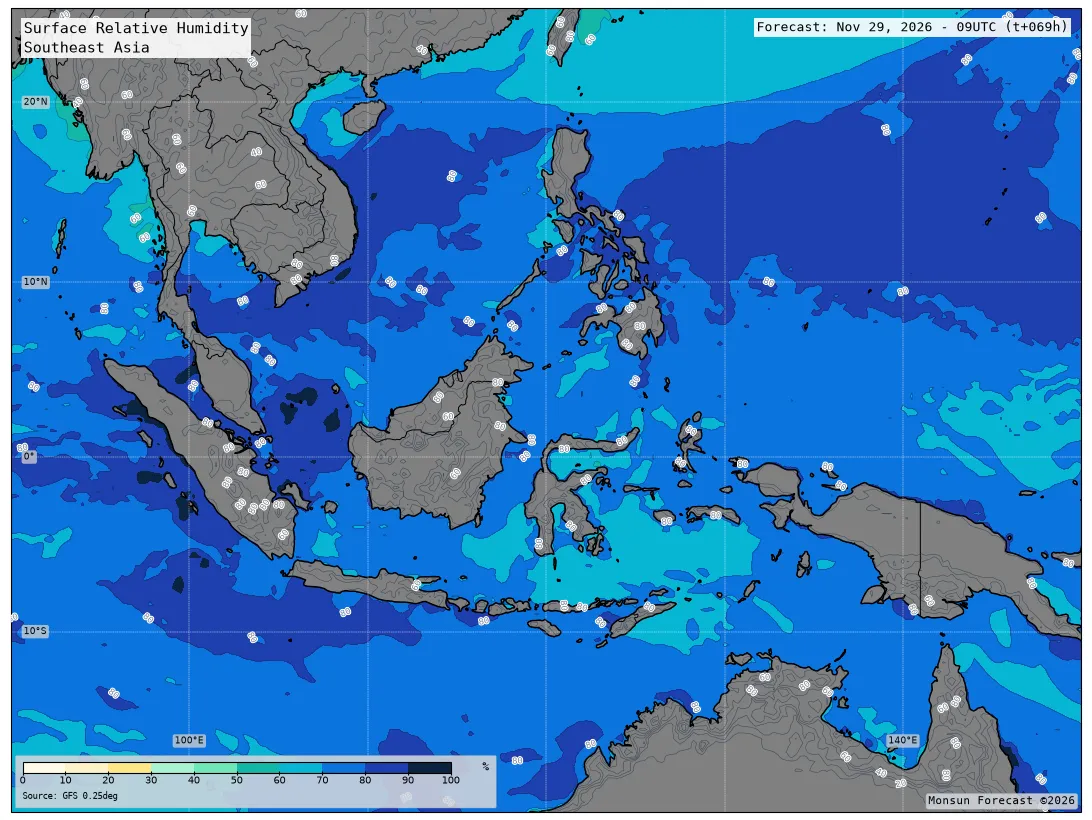 Surface Relative Humidity
Southeast Asia
Forecast: Nov 29, 2026 - 09UTC (t+069h)
20°N
10°N
0°
10°S
100°E
140°E
%
0 10 20 30 40 50 60 70 80 90 100
Source: GFS 0.25deg
Monsun Forecast ©2026